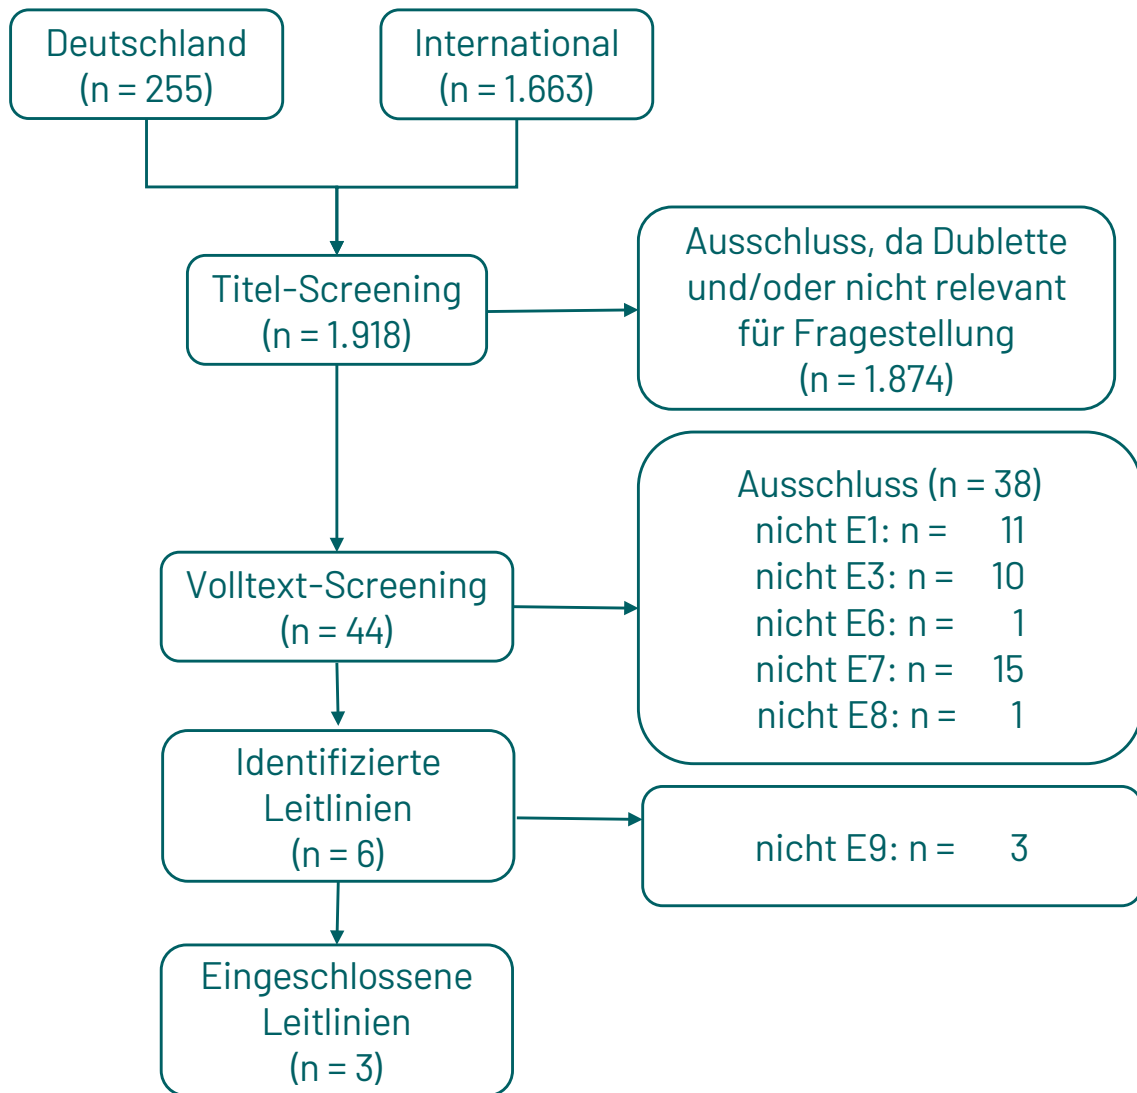 Deutschland
(n = 255)
International
(n = 1.663)
Titel-Screening
(n = 1.918)
Ausschluss, da Dublette
und/oder nicht relevant
für Fragestellung
(n = 1.874)
Volltext-Screening
(n = 44)
Ausschluss (n = 38)
nicht E1: n = 11
nicht E3: n = 10
nicht E6: n = 1
nicht E7: n = 15
nicht E8: n = 1
Identifizierte
Leitlinien
(n = 6)
nicht E9: n = 3
Eingeschlossene
Leitlinien
(n = 3)